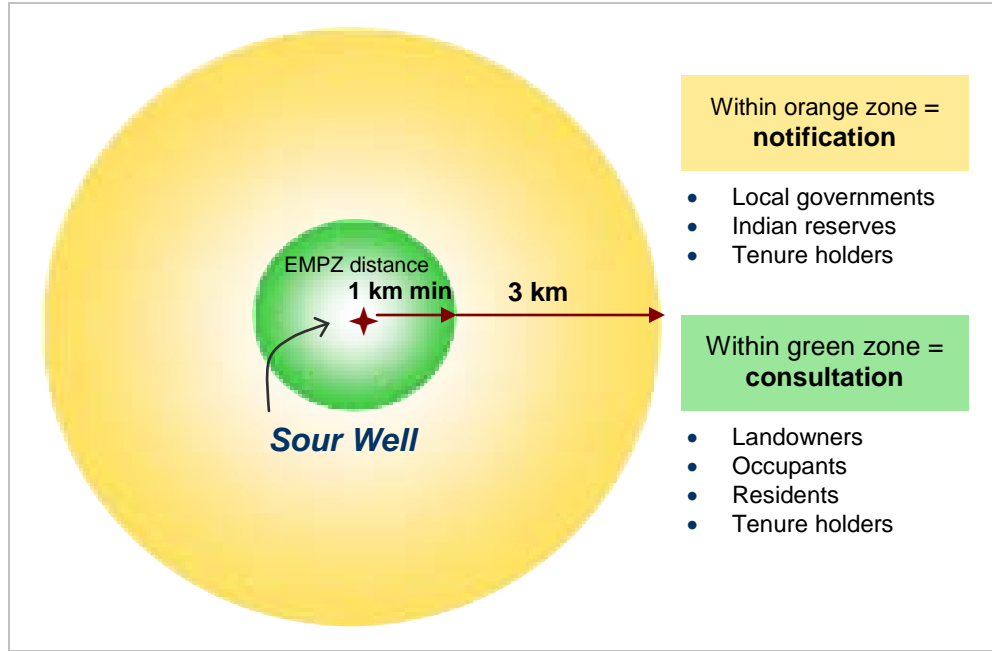 EMPZ distance
1 km min
3 km
Sour Well
Within orange zone =
notification
• Local governments
• Indian reserves
• Tenure holders
Within green zone =
consultation
• Landowners
• Occupants
• Residents
• Tenure holders